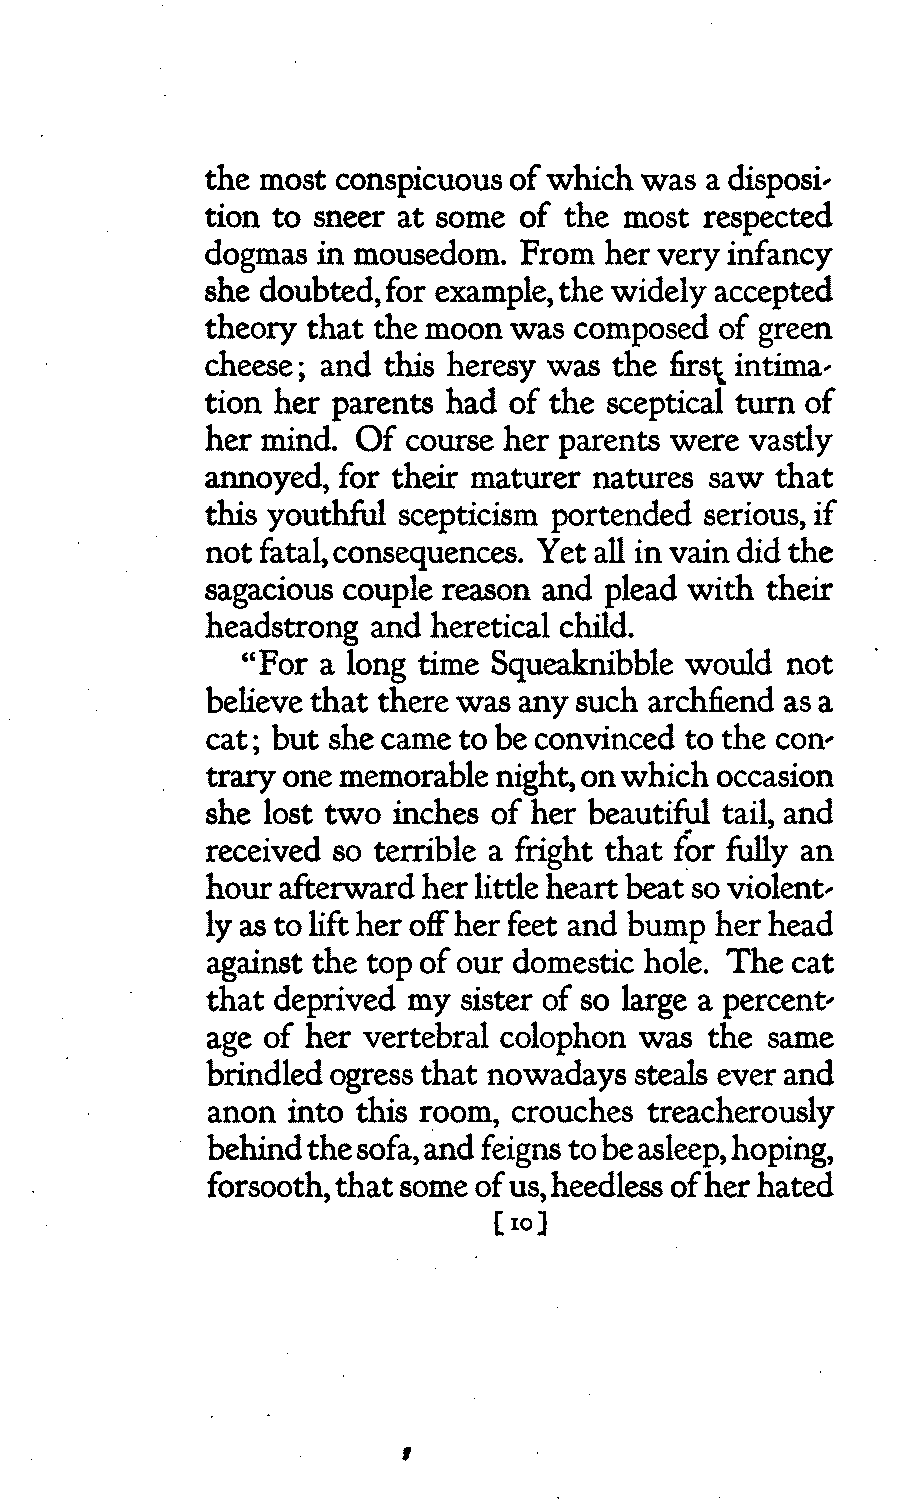 the most conspicuous of which was a disposi-
tion to sneer at some of the most respected
dogmas in mousedom. From her very infancy
she doubted, for example, the widely accepted
theory that the moon was composed of green
cheese; and this heresy was the first intima-
tion her parents had of the sceptical turn of
her mind. Of course her parents were vastly
annoyed, for their maturer natures saw that
this youthful scepticism portended serious, if
not fatal, consequences. Yet all in vain did the
sagacious couple reason and plead with their
headstrong and heretical child.
"For a long time Squeaknibble would not
believe that there was any such archfiend as a
cat; but she came to be convinced to the con-
trary one memorable night, on which occasion
she lost two inches of her beautiful tail, and
received so terrible a fright that for fully an
hour afterward her little heart beat so violent-
ly as to lift her off her feet and bump her head
against the top of our domestic hole. The cat
that deprived my sister of so large a percent-
age of her vertebral colophon was the same
brindled ogress that nowadays steals ever and
anon into this room, crouches treacherously
behind the sofa, and feigns to be asleep, hoping,
forsooth, that some of us, heedless of her hated
[10]